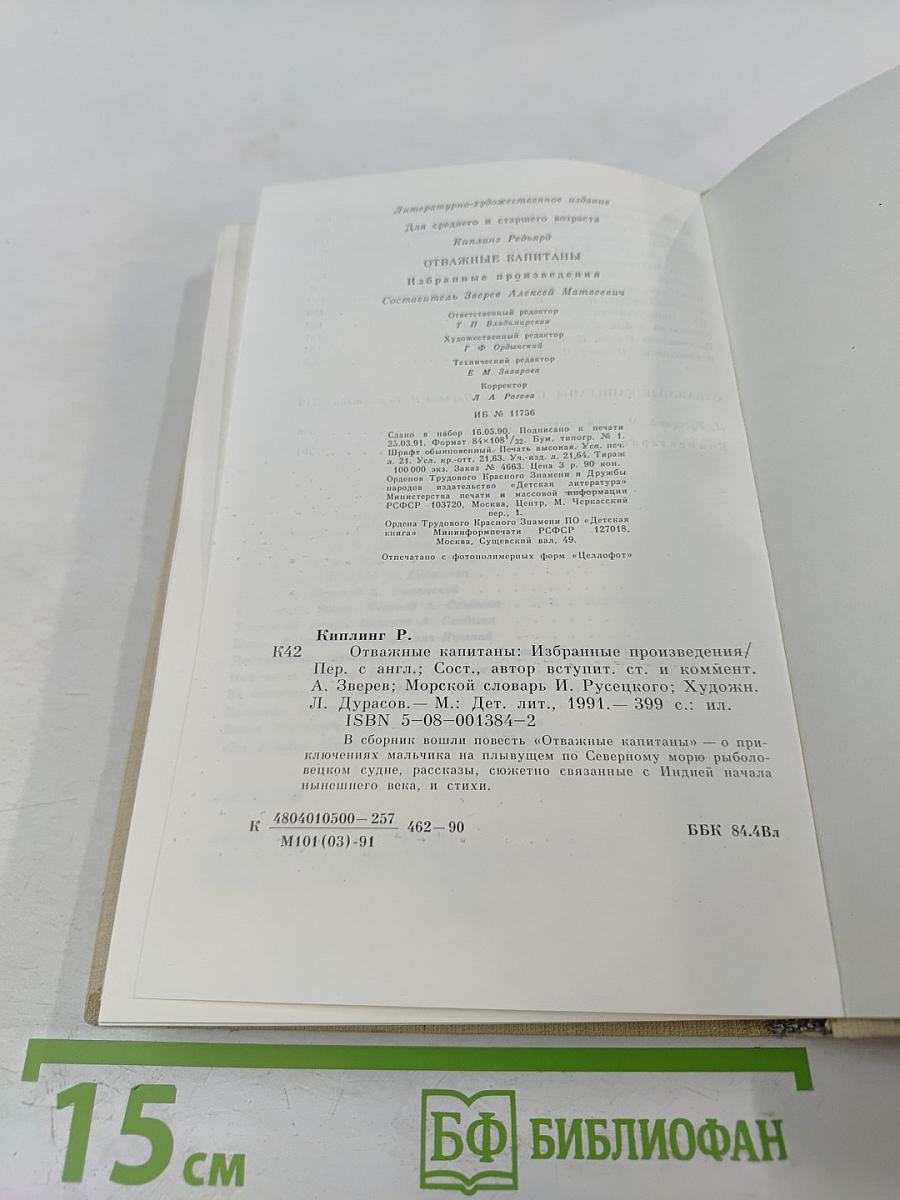 Литературно-художественное издание
Для среднего и старшего возраста
Киплинг Редьярд
ОТВАЖНЫЕ КАПИТАНЫ
Избранные произведения
Составитель Зверев Алексей Матвеевич
Ответственный редактор
Т П Владимирская
Художественный редактор
Г Ф Ординский
Технический редактор
Е М Захарова
Корректор
Л А Рогова
ИБ № 11756
Сдано в набор 16.05.90. Подписано к печати
25.03.91. Формат 84×108¹/₃₂. Бум. типогр. № 1.
Шрифт обыкновенный. Печать высокая. Усл. печ.
л. 21. Усл. кр.-отт. 21,63. Уч.-изд. л. 21,64. Тираж
100 000 экз. Заказ № 4663. Цена 3 р. 90 коп.
Орденов Трудового Красного Знамени и Дружбы
народов издательство «Детская литература»
Министерства печати и массовой информации
РСФСР 103720, Москва, Центр, М. Черкасский
пер., 1.
Ордена Трудового Красного Знамени ПО «Детская
книга» Мининформпечати РСФСР 127018,
Москва, Сущевский вал, 49.
Отпечатано с фотополимерных форм «Целлофот»
Киплинг Р.
К42 Отважные капитаны: Избранные произведения/
Пер. с англ.; Сост., автор вступит. ст. и коммент.
А. Зверев; Морской словарь И. Русецкого; Художн.
Л. Дурасов.— М.: Дет. лит., 1991.— 399 с.: ил.
ISBN 5—08—001384—2
В сборник вошли повесть «Отважные капитаны» — о при-
ключениях мальчика на плывущем по Северному морю рыболо-
вецком судне, рассказы, сюжетно связанные с Индией начала
нынешнего века, и стихи.
К 4804010500—257 462—90
М101(03)-91
ББК 84.4Вл
15 см
БФ БИБЛИОФАН